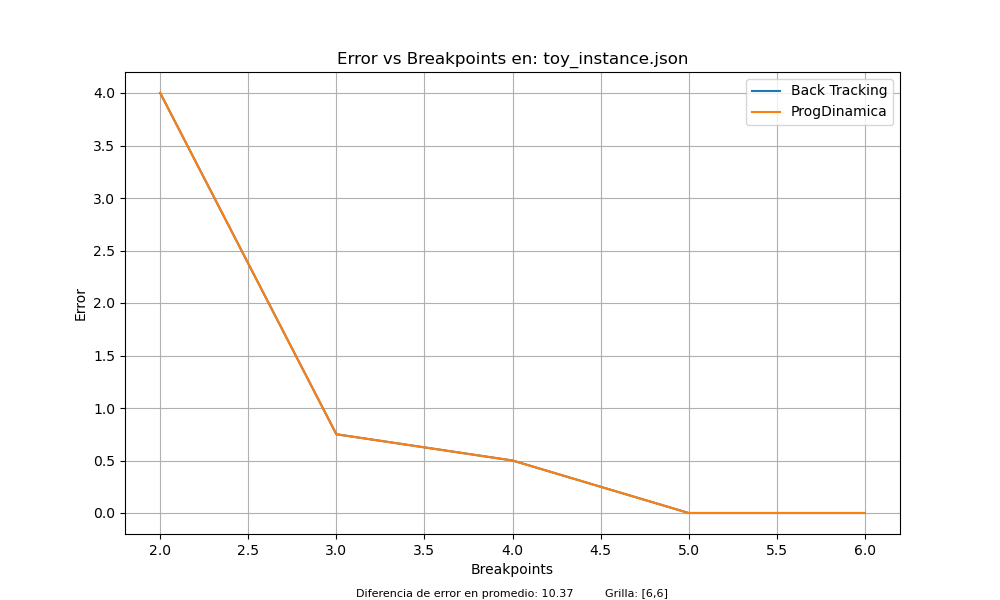 Error vs Breakpoints en: toy_instance.json
Back Tracking
ProgDinamica
Error
4.0
3.5
3.0
2.5
2.0
1.5
1.0
0.5
0.0
2.0 2.5 3.0 3.5 4.0 4.5 5.0 5.5 6.0
Breakpoints
Diferencia de error en promedio: 10.37 Grilla: [6,6]